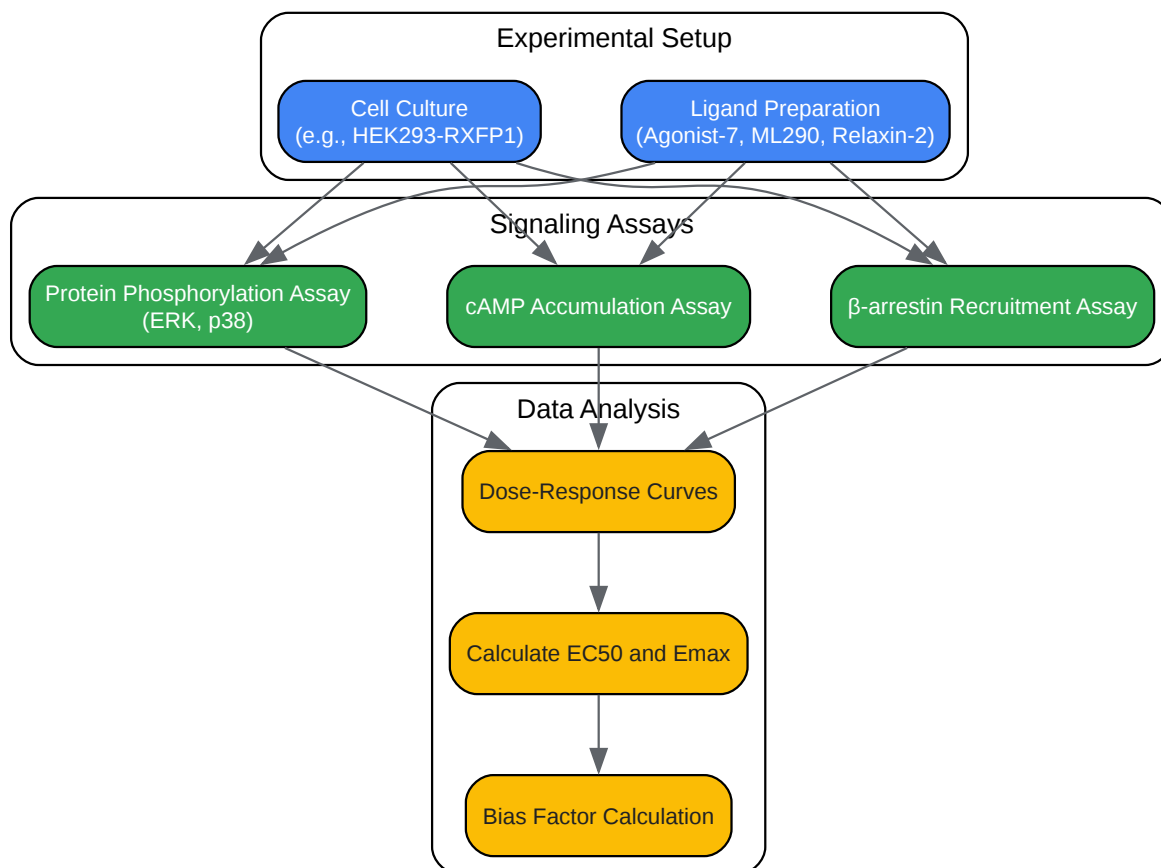 Experimental Setup
Cell Culture
(e.g., HEK293-RXFP1)
Ligand Preparation
(Agonist-7, ML290, Relaxin-2)
Signaling Assays
Protein Phosphorylation Assay
(ERK, p38)
cAMP Accumulation Assay
β-arrestin Recruitment Assay
Data Analysis
Dose-Response Curves
Calculate EC50 and Emax
Bias Factor Calculation